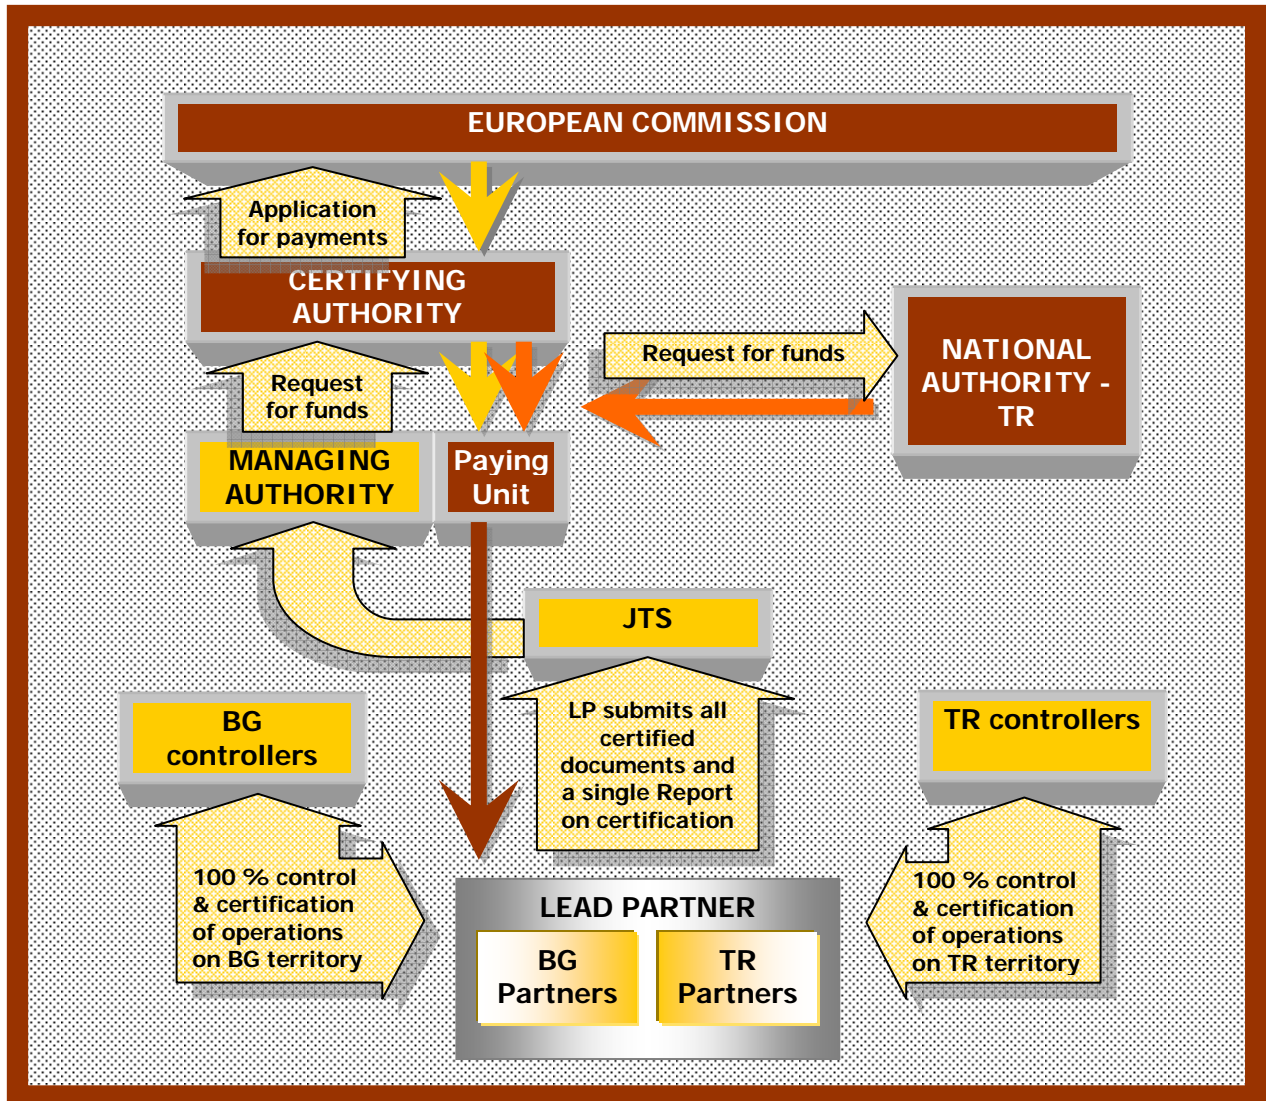 EUROPEAN COMMISSION
Application
for payments
CERTIFYING
AUTHORITY
Request for funds
NATIONAL
AUTHORITY -
TR
Request
for funds
MANAGING
AUTHORITY
Paying
Unit
JTS
BG
controllers
LP submits all
certified
documents and
a single Report
on certification
TR controllers
100 % control
& certification
of operations
on BG territory
LEAD PARTNER
BG
Partners
TR
Partners
100 % control
& certification
of operations
on TR territory